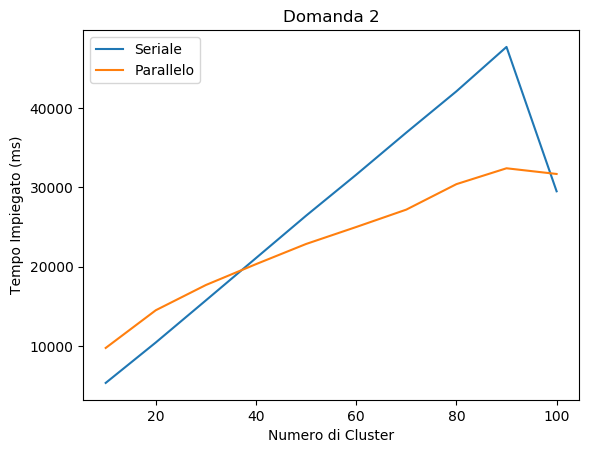 Domanda 2
Seriale
Parallelo
Tempo Impiegato (ms)
40000
30000
20000
10000
20 40 60 80 100
Numero di Cluster